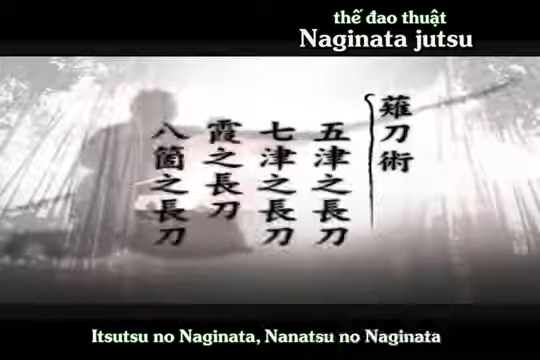 thế đao thuật
Naginata jutsu
薙刀術
五津之長刀
七津之長刀
霞之長刀
八箇之長刀
Itsutsu no Naginata, Nanatsu no Naginata